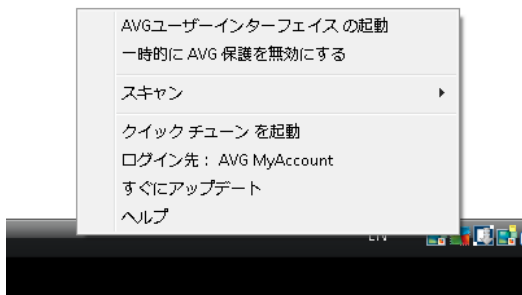 AVGユーザーインターフェイス の起動
一時的に AVG 保護を無効にする
スキャン
クイック チューン を起動
ログイン先： AVG MyAccount
すぐにアップデート
ヘルプ
EN